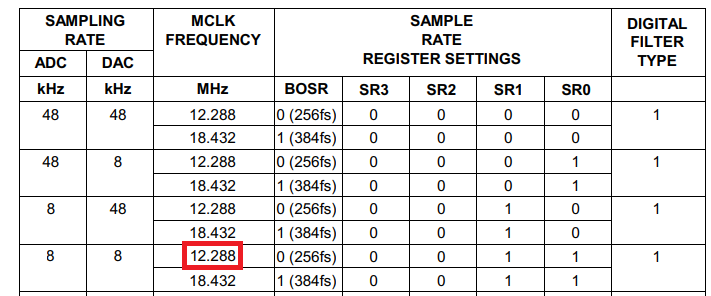 SAMPLING RATE MCLK FREQUENCY SAMPLE RATE REGISTER SETTINGS DIGITAL FILTER TYPE
ADC DAC
kHz kHz MHz BOSR SR3 SR2 SR1 SR0
48 48 12.288 0 (256fs) 0 0 0 0 1
18.432 1 (384fs) 0 0 0 0
48 8 12.288 0 (256fs) 0 0 0 1 1
18.432 1 (384fs) 0 0 0 1
8 48 12.288 0 (256fs) 0 0 1 0 1
18.432 1 (384fs) 0 0 1 0
8 8 12.288 0 (256fs) 0 0 1 1 1
18.432 1 (384fs) 0 0 1 1